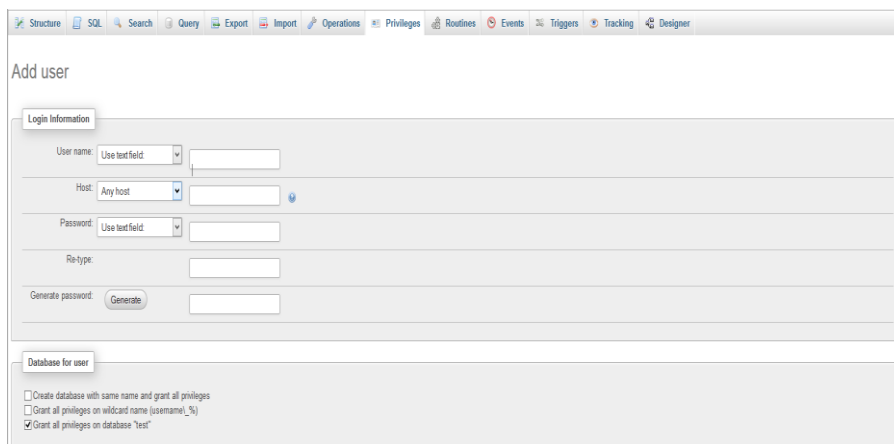 Structure SQL Search Query Export Import Operations Privileges Routines Events Triggers Tracking Designer
Add user
Login Information
User name: Use text field:
Host: Any host
Password: Use text field:
Re-type:
Generate password: Generate
Database for user
Create database with same name and grant all privileges
Grant all privileges on wildcard name (username\_%)
Grant all privileges on database "test"